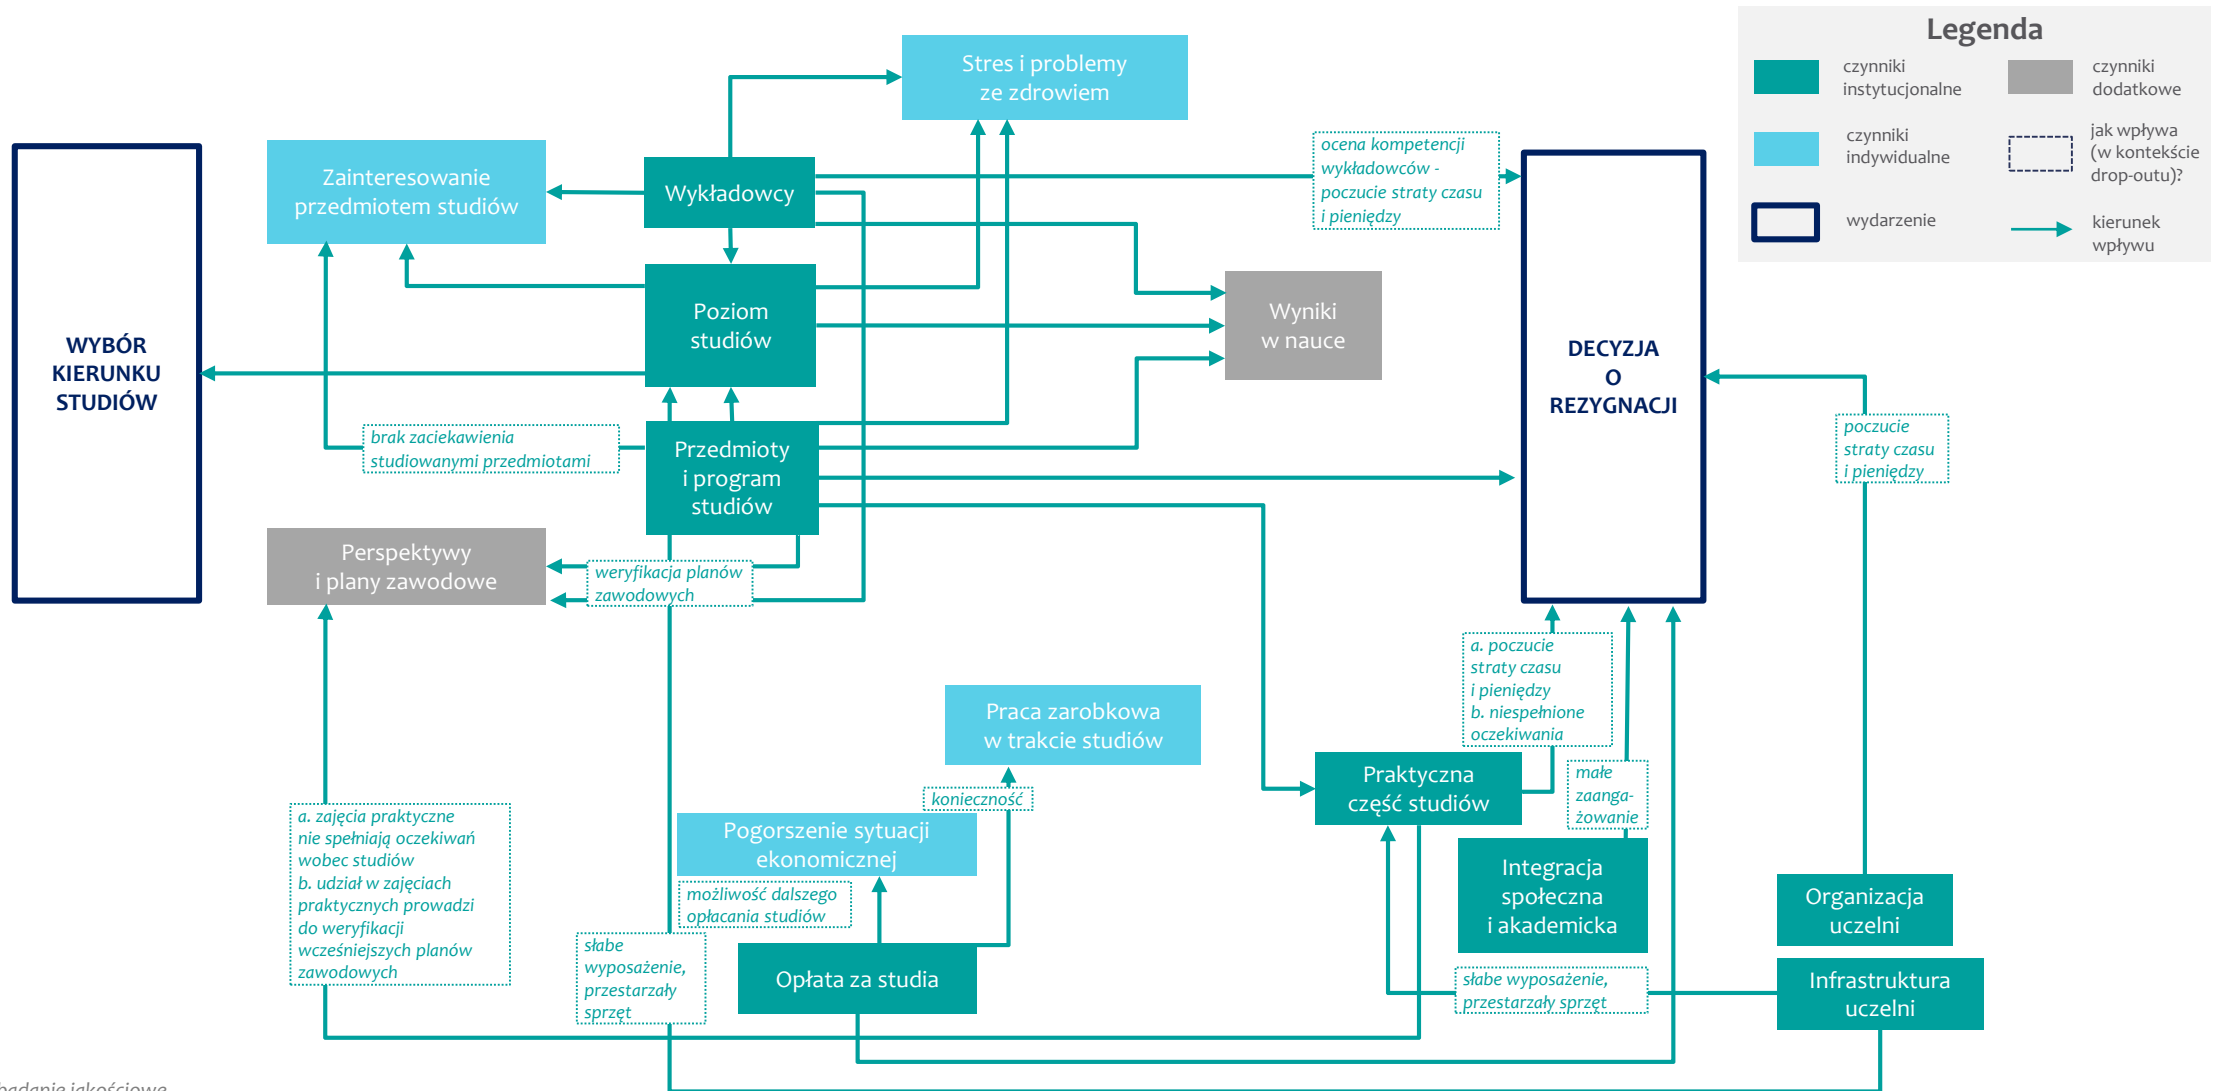 Legenda
czynniki
instytucjonalne
czynniki
dodatkowe
czynniki
indywidualne
jak wpływa
(w kontekście
drop-outu)?
wydarzenie
kierunek
wpływu
Stres i problemy
ze zdrowiem
ocena kompetencji
wykładowców -
poczucie straty czasu
i pieniędzy
Zainteresowanie
przedmiotem studiów
Wykładowcy
WYBÓR
KIERUNKU
STUDIÓW
Poziom
studiów
Wyniki
w nauce
DECYZJA
O
REZYGNACJI
brak zaciekawienia
studiowanymi przedmiotami
Przedmioty
i program
studiów
poczucie
straty czasu
i pieniędzy
Perspektywy
i plany zawodowe
weryfikacja planów
zawodowych
a. poczucie
straty czasu
i pieniędzy
b. niespełnione
oczekiwania
Praca zarobkowa
w trakcie studiów
Praktyczna
część studiów
małe
zaanga-
żowanie
konieczność
a. zajęcia praktyczne
nie spełniają oczekiwań
wobec studiów
b. udział w zajęciach
praktycznych prowadzi
do weryfikacji
wcześniejszych planów
zawodowych
Pogorszenie sytuacji
ekonomicznej
możliwość dalszego
opłacania studiów
Integracja
społeczna
i akademicka
Organizacja
uczelni
słabe
wyposażenie,
przestarzały
sprzęt
Opłata za studia
słabe wyposażenie,
przestarzały sprzęt
Infrastruktura
uczelni
badanie jakościowe